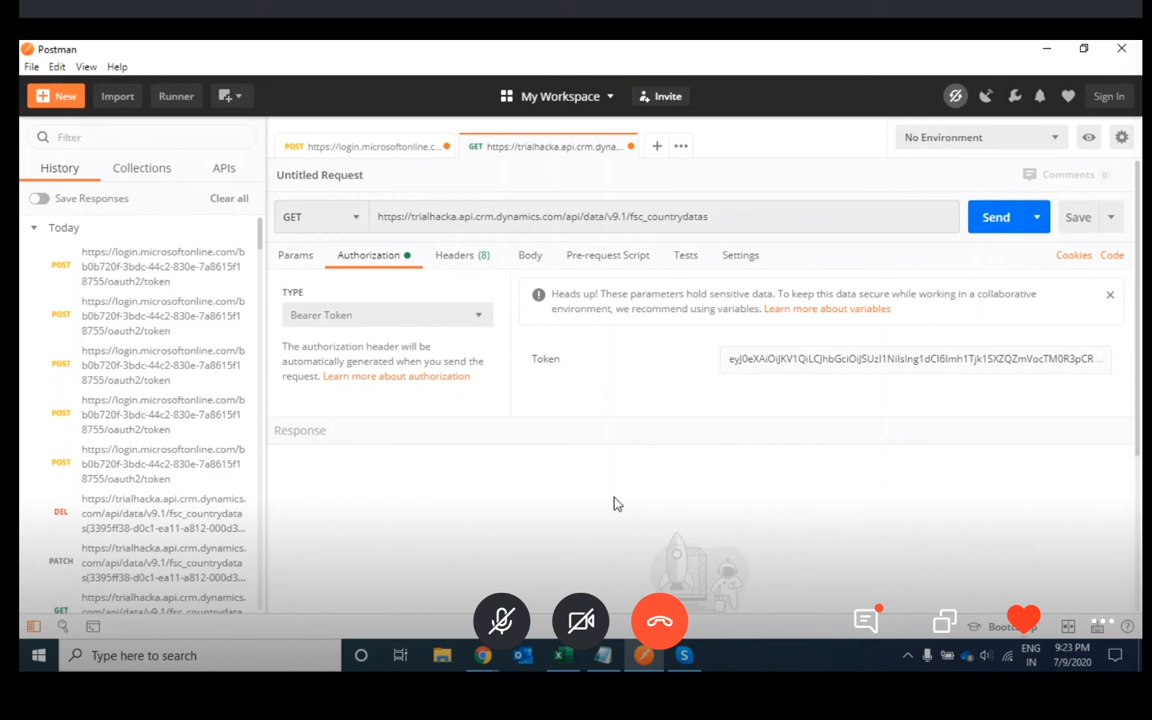 Postman
File Edit View Help
New Import Runner My Workspace Invite Sign In
Filter
History Collections APIs
Save Responses Clear all
Today
POST https://login.microsoftonline.com/b
b0b720f-3bdc-44c2-830e-7a8615f1
8755/oauth2/token
POST https://login.microsoftonline.com/b
b0b720f-3bdc-44c2-830e-7a8615f1
8755/oauth2/token
POST https://login.microsoftonline.com/b
b0b720f-3bdc-44c2-830e-7a8615f1
8755/oauth2/token
POST https://login.microsoftonline.com/b
b0b720f-3bdc-44c2-830e-7a8615f1
8755/oauth2/token
POST https://login.microsoftonline.com/b
b0b720f-3bdc-44c2-830e-7a8615f1
8755/oauth2/token
DEL https://trialhacka.api.crm.dynamics.
com/api/data/v9.1/fsc_countrydata
s(3395ff38-d0c1-ea11-a812-000d3...
PATCH https://trialhacka.api.crm.dynamics.
com/api/data/v9.1/fsc_countrydata
s(3395ff38-d0c1-ea11-a812-000d3...
GET https://trialhacka.api.crm.dynamics.
com/api/data/v9.1/fsc_countrydata
POST https://login.microsoftonline.c... GET https://trialhacka.api.crm.dyna...
No Environment
Untitled Request
Comments 0
GET https://trialhacka.api.crm.dynamics.com/api/data/v9.1/fsc_countrydatas Send Save
Params Authorization Headers (8) Body Pre-request Script Tests Settings Cookies Code
TYPE
Bearer Token
The authorization header will be
automatically generated when you send the
request. Learn more about authorization
Heads up! These parameters hold sensitive data. To keep this data secure while working in a collaborative
environment, we recommend using variables. Learn more about variables
Token
Response
Type here to search
ENG
IN
9:23 PM
7/9/2020